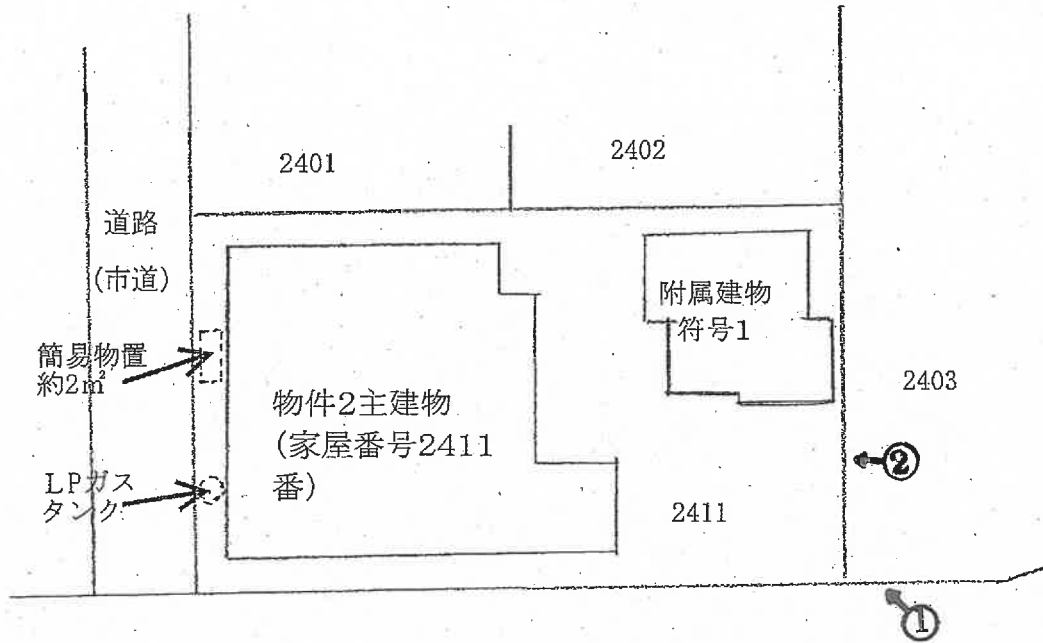 2401
2402
道路
(市道)
附属建物
符号1
簡易物置
約2㎡
2403
物件2主建物
(家屋番号2411
番)
②
LPガス
タンク
2411
①